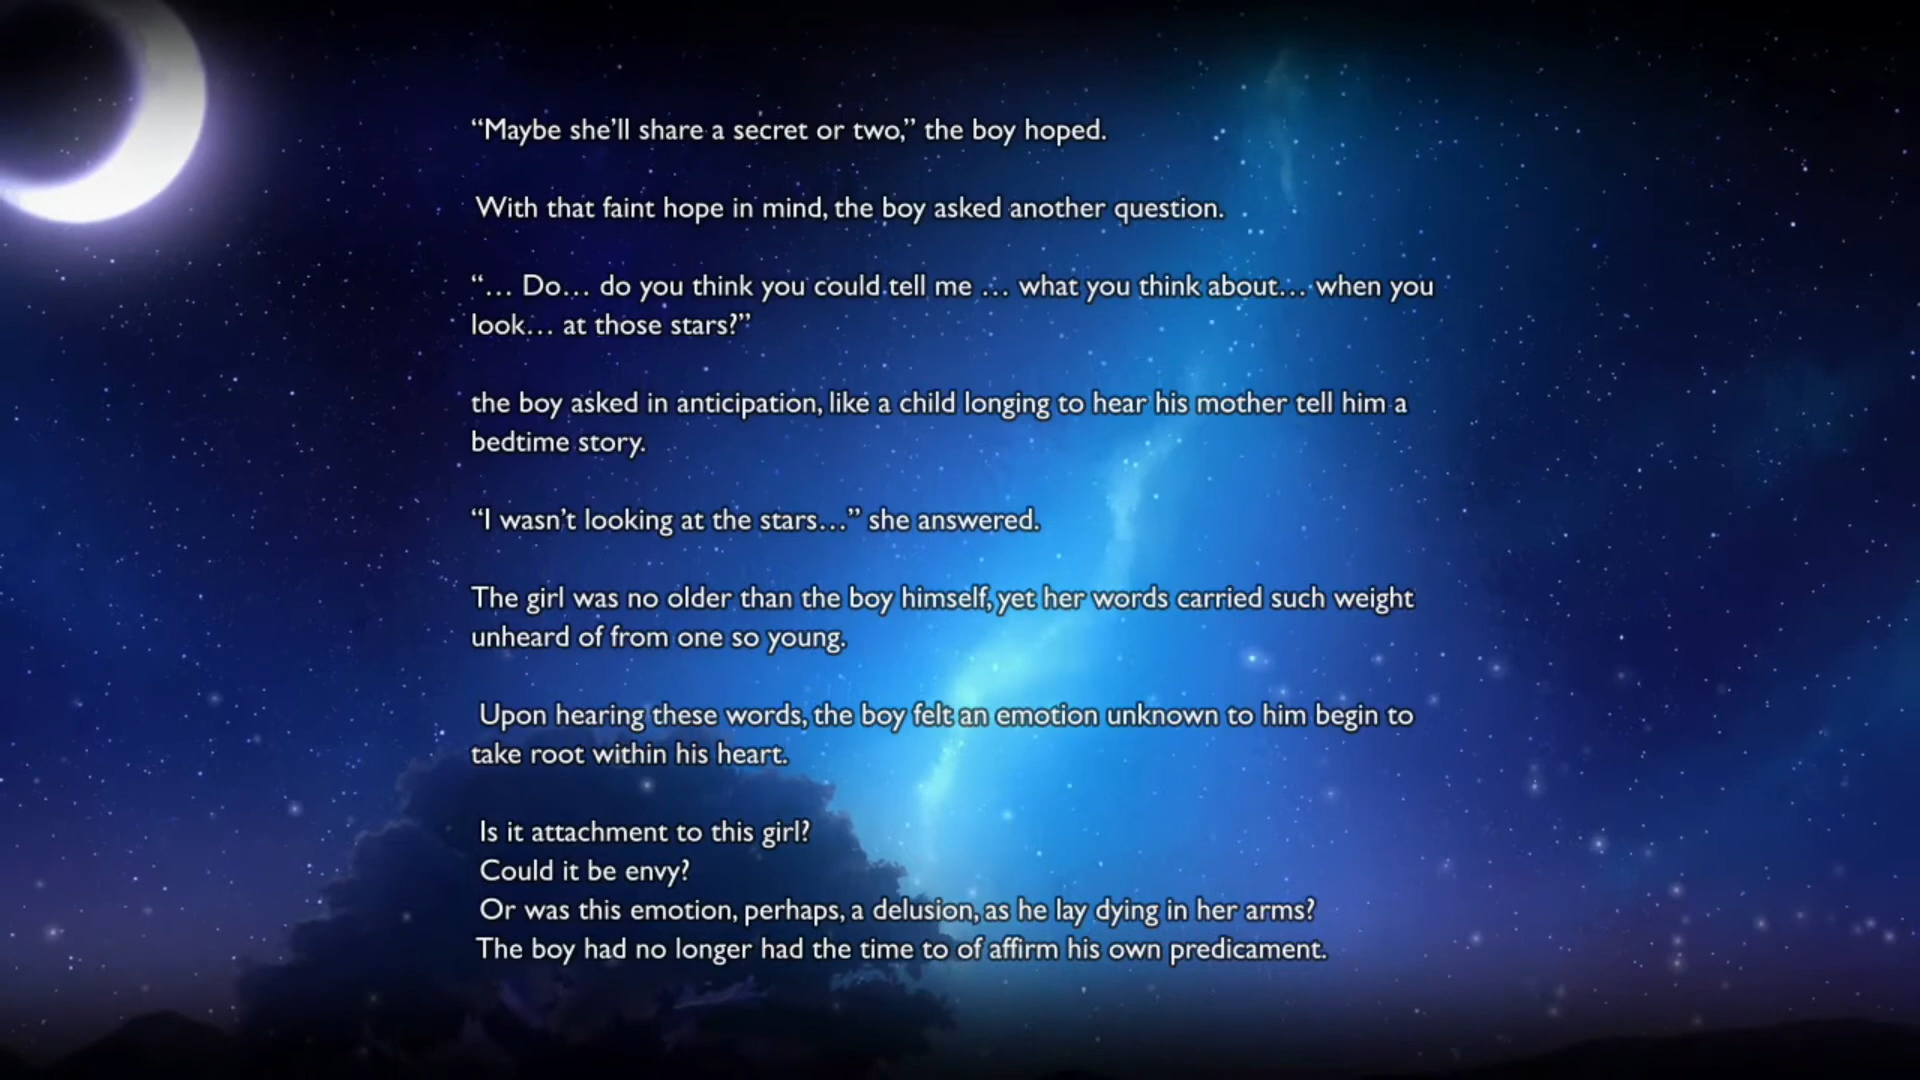 “Maybe she’ll share a secret or two,” the boy hoped.
With that faint hope in mind, the boy asked another question.
“… Do… do you think you could tell me … what you think about… when you
look… at those stars?”
the boy asked in anticipation, like a child longing to hear his mother tell him a
bedtime story.
“I wasn’t looking at the stars…” she answered.
The girl was no older than the boy himself, yet her words carried such weight
unheard of from one so young.
Upon hearing these words, the boy felt an emotion unknown to him begin to
take root within his heart.
Is it attachment to this girl?
Could it be envy?
Or was this emotion, perhaps, a delusion, as he lay dying in her arms?
The boy had no longer had the time to of affirm his own predicament.